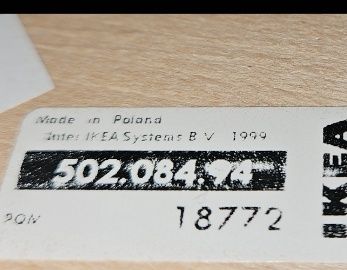 Made in Poland
Inter IKEA Systems B V 1999
502.084.94
PON 18772
IKEA